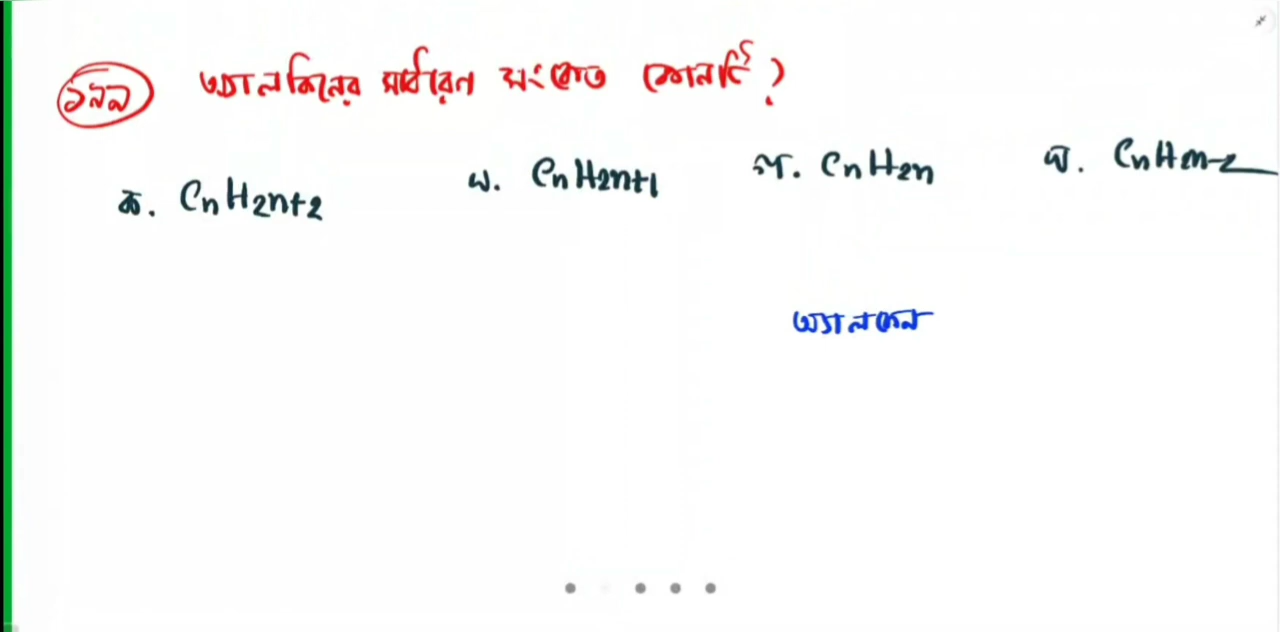 ১৯৯ অ্যালকিনের সাধারণ সংকেত কোনটি?
ক. CnH2n+2 খ. CnH2n+1 গ. CnH2n ঘ. CnH2n-2
অ্যালকেন